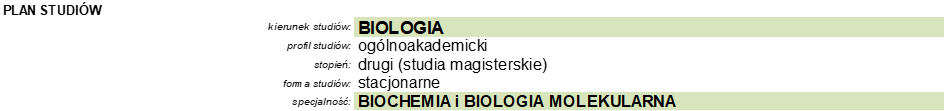 PLAN STUDIÓW
kierunek studiów: BIOLOGIA
profil studiów: ogólnoakademicki
stopień: drugi (studia magisterskie)
forma studiów: stacjonarne
specjalność: BIOCHEMIA i BIOLOGIA MOLEKULARNA